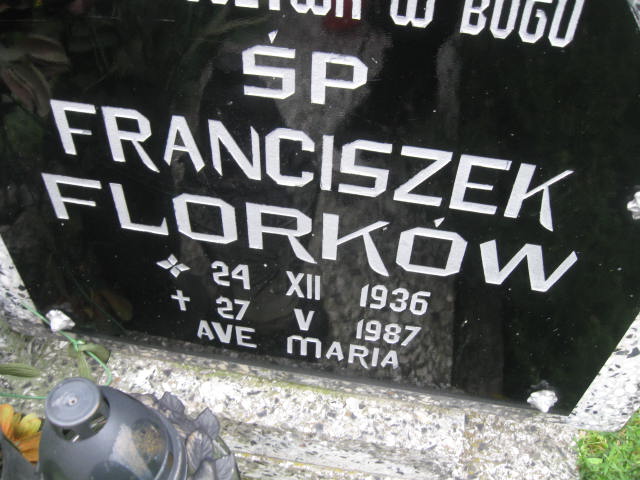 W BOGU
ŚP
FRANCISZEK
FLORKÓW
24 XII 1936
✝ 27 V 1987
AVE MARIA